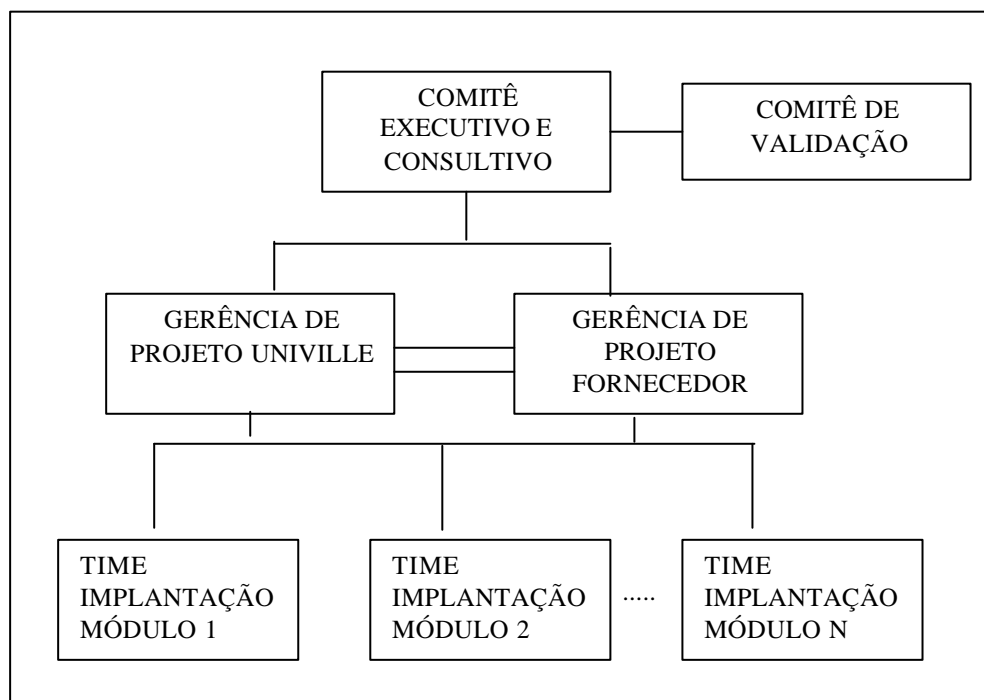 COMITÊ
EXECUTIVO E
CONSULTIVO
COMITÊ DE
VALIDAÇÃO
GERÊNCIA DE
PROJETO UNIVILLE
GERÊNCIA DE
PROJETO
FORNECEDOR
TIME
IMPLANTAÇÃO
MÓDULO 1
TIME
IMPLANTAÇÃO
MÓDULO 2
.....
TIME
IMPLANTAÇÃO
MÓDULO N